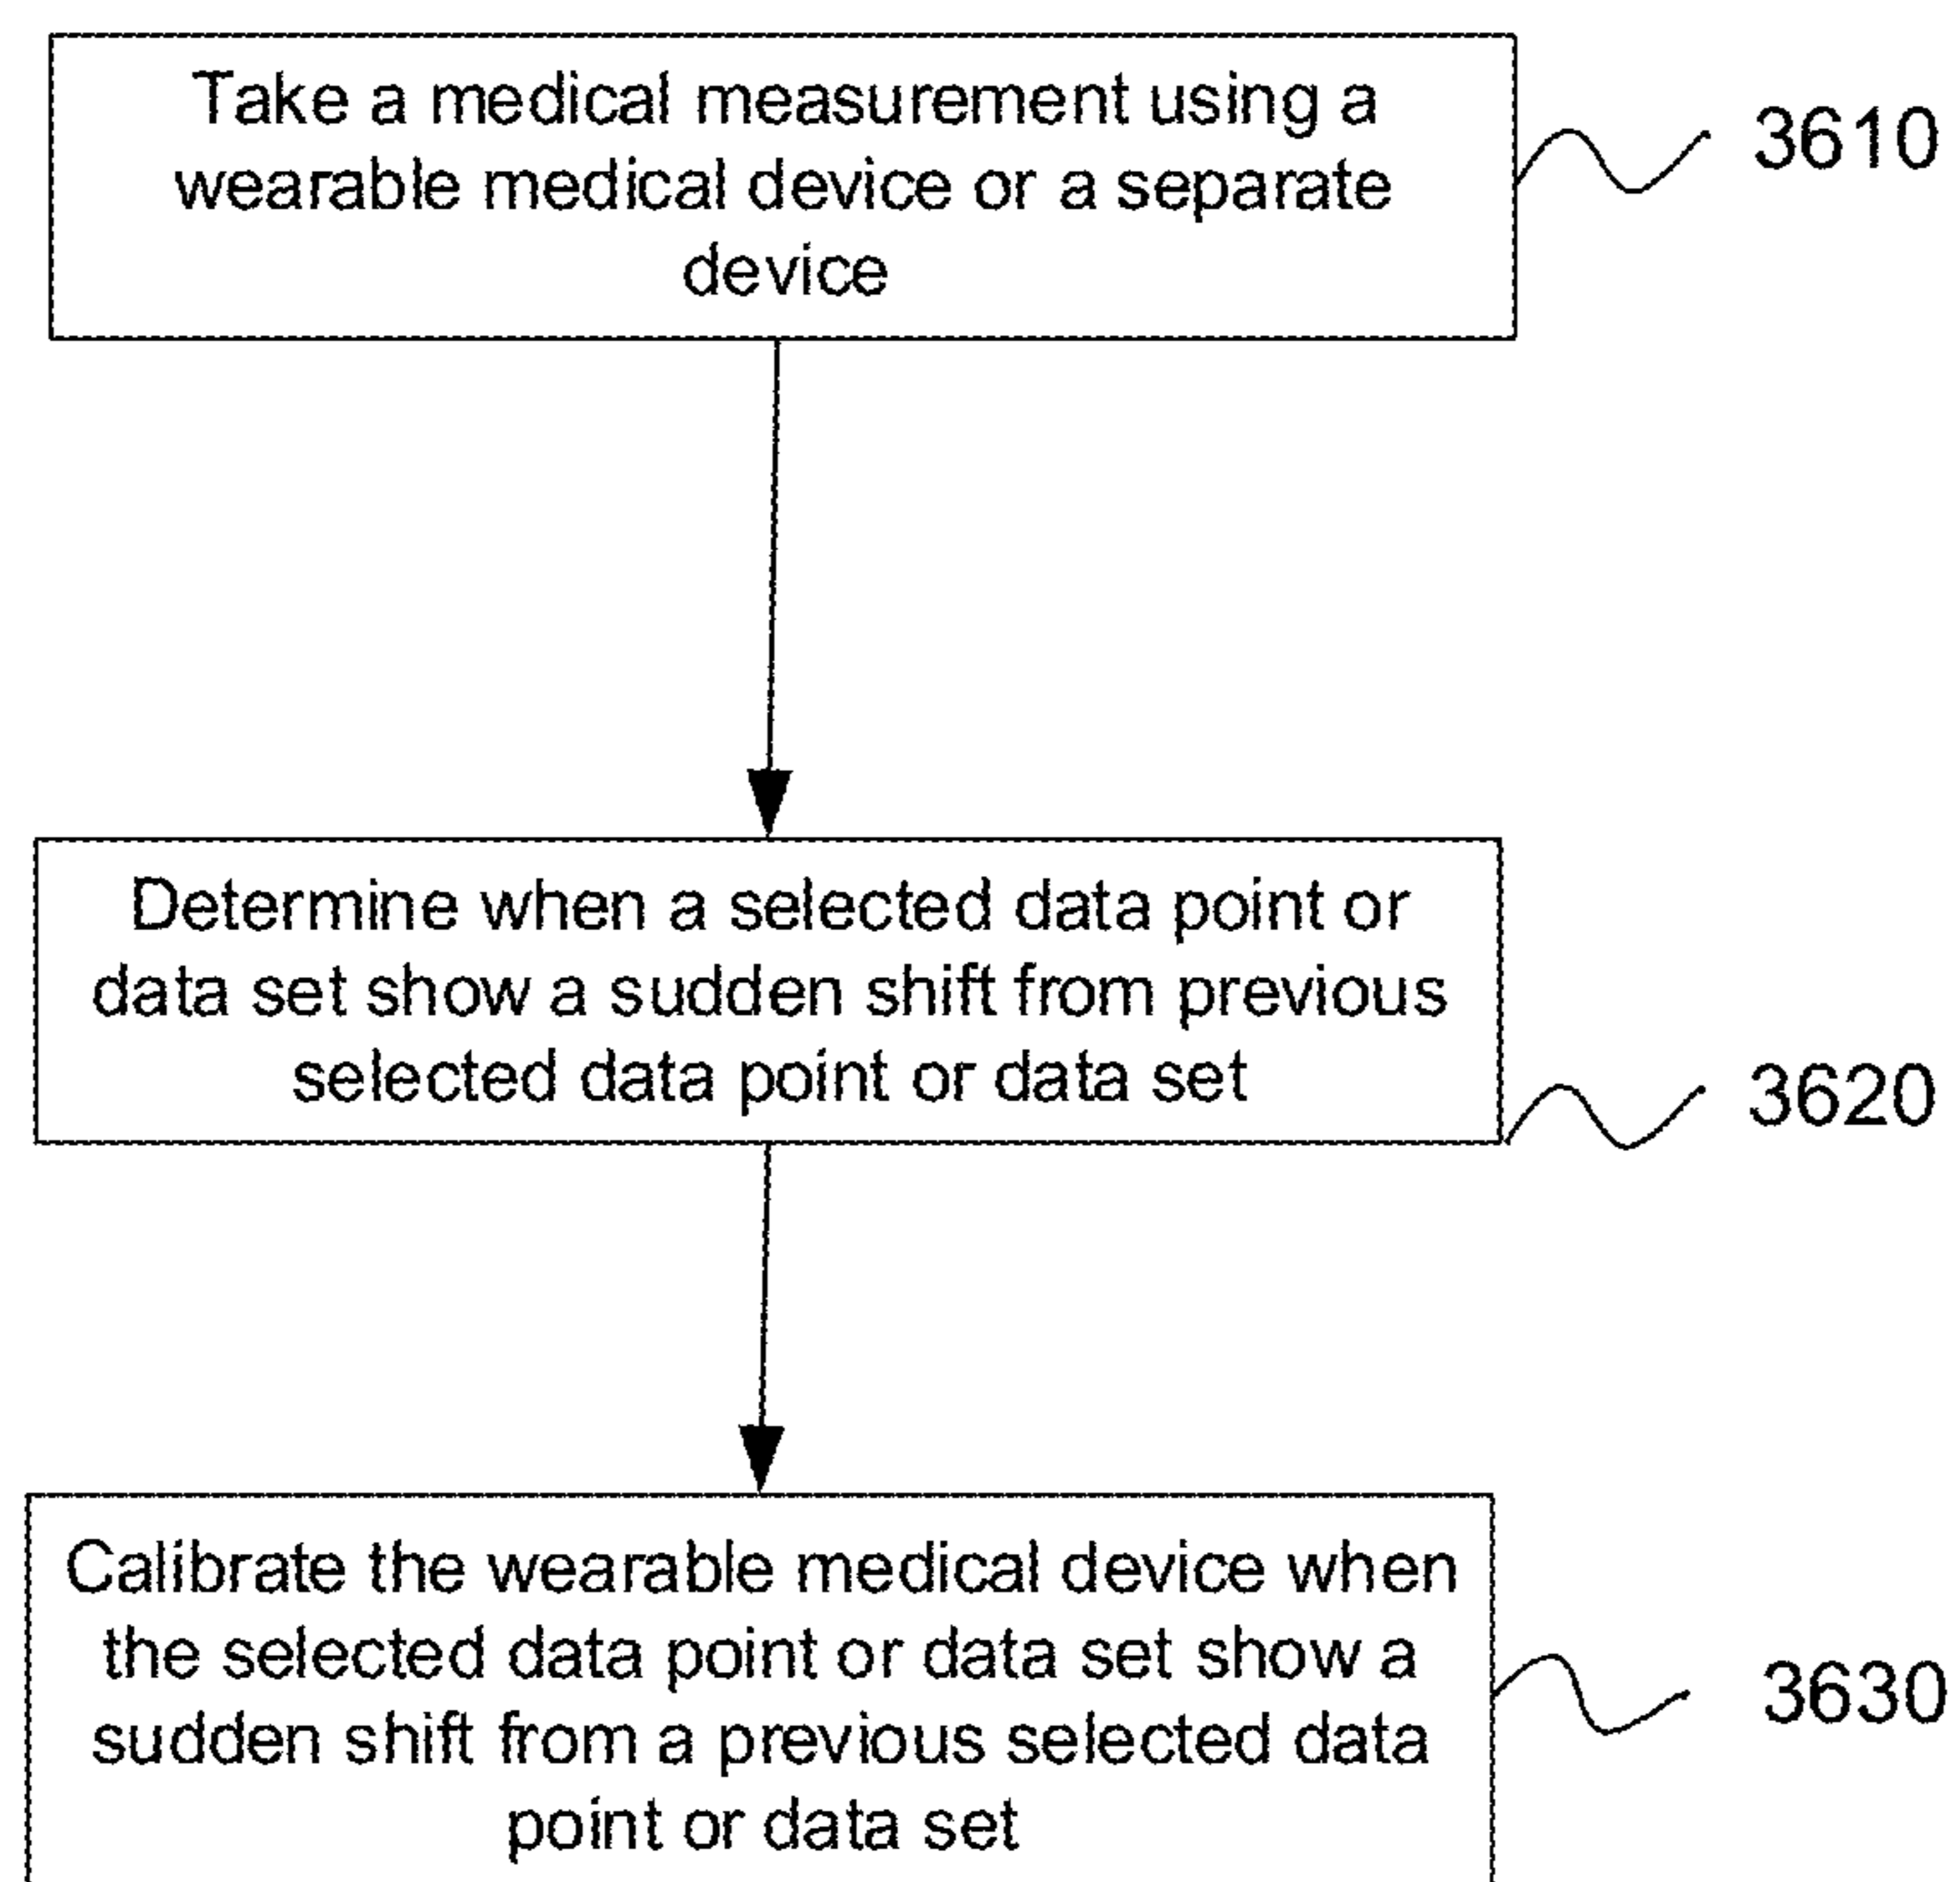 Take a medical measurement using a
wearable medical device or a separate
device
3610
Determine when a selected data point or
data set show a sudden shift from previous
selected data point or data set
3620
Calibrate the wearable medical device when
the selected data point or data set show a
sudden shift from a previous selected data
point or data set
3630